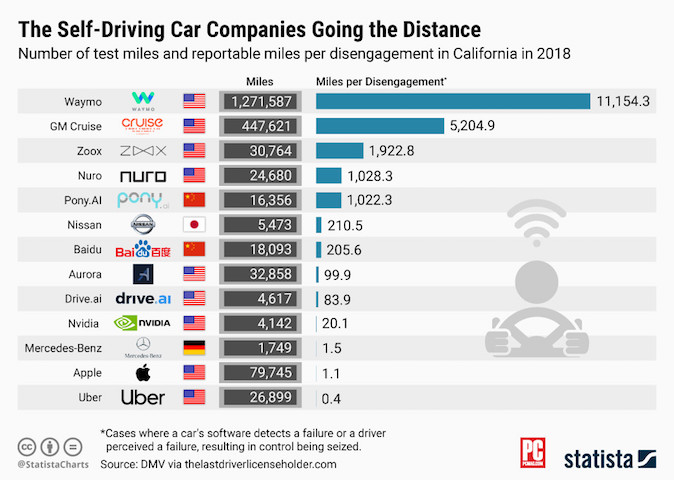 The Self-Driving Car Companies Going the Distance
Number of test miles and reportable miles per disengagement in California in 2018
Miles Miles per Disengagement*
Waymo WAYMO 1,271,587 11,154.3
GM Cruise cruise 447,621 5,204.9
Zoox ZOOX 30,764 1,922.8
Nuro nuro 24,680 1,028.3
Pony.AI pony.ai 16,356 1,022.3
Nissan NISSAN 5,473 210.5
Baidu Bai du 百度 18,093 205.6
Aurora 32,858 99.9
Drive.ai drive.ai 4,617 83.9
Nvidia NVIDIA 4,142 20.1
Mercedes-Benz Mercedes-Benz 1,749 1.5
Apple 79,745 1.1
Uber Uber 26,899 0.4
*Cases where a car's software detects a failure or a driver
perceived a failure, resulting in control being seized.
@StatistaCharts Source: DMV via thelastdriverlicenseholder.com
cc
PC
statista